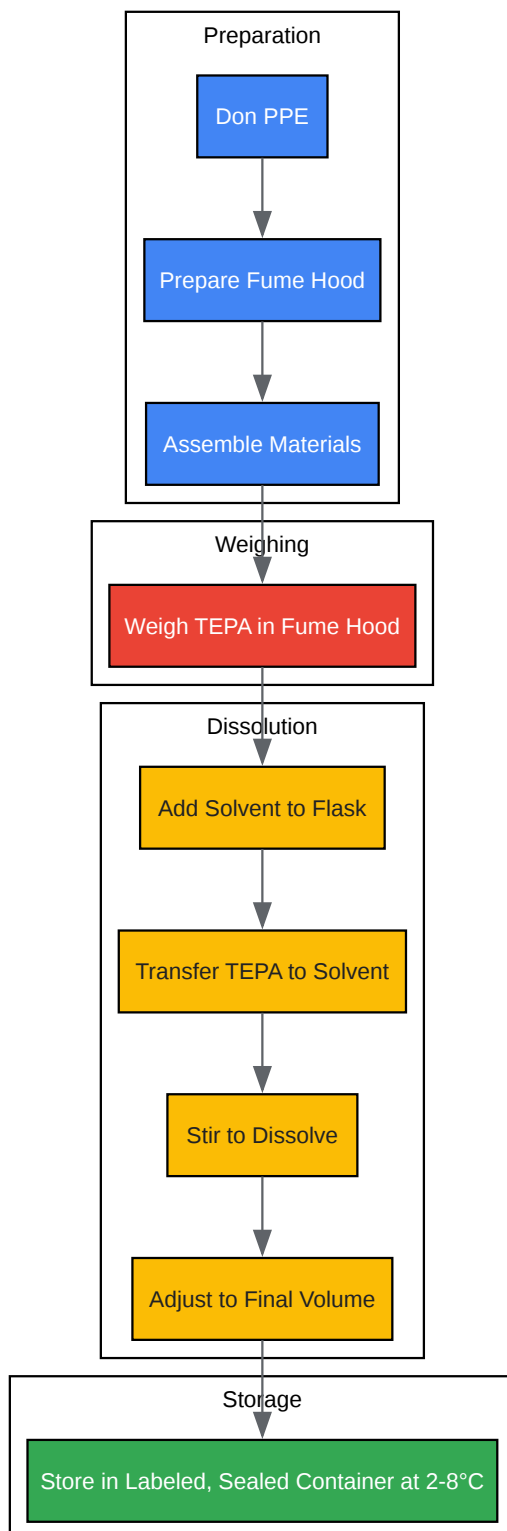 Preparation
Don PPE
Prepare Fume Hood
Assemble Materials
Weighing
Weigh TEPA in Fume Hood
Dissolution
Add Solvent to Flask
Transfer TEPA to Solvent
Stir to Dissolve
Adjust to Final Volume
Storage
Store in Labeled, Sealed Container at 2-8°C